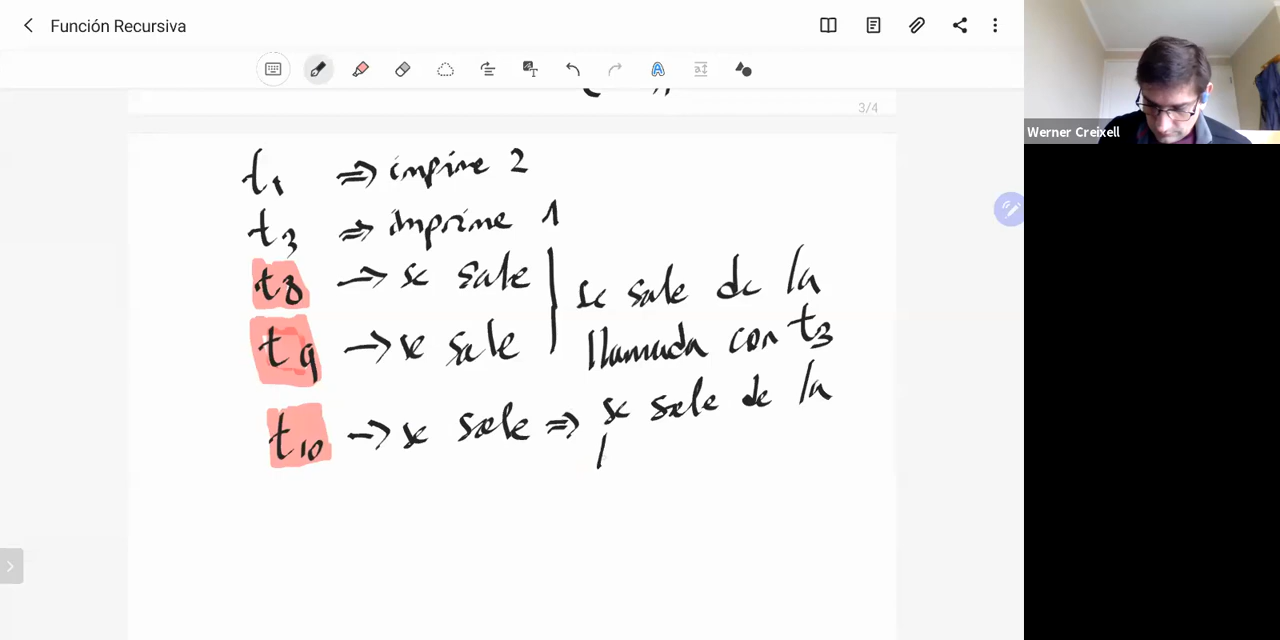 Función Recursiva
3/4
Werner Creixell
t1 => impime 2
t3 => imprime 1
t8 -> se sale
t9 -> se sale
se sale de la
llamada con t3
t10 -> se sale => se sale de la
l